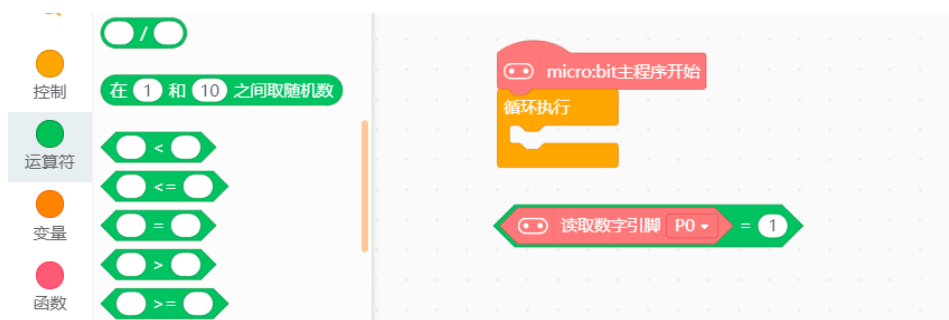 /
控制
在 1 和 10 之间取随机数
运算符
<
<=
变量
=
>
函数
>=
micro:bit主程序开始
循环执行
读取数字引脚 P0 = 1